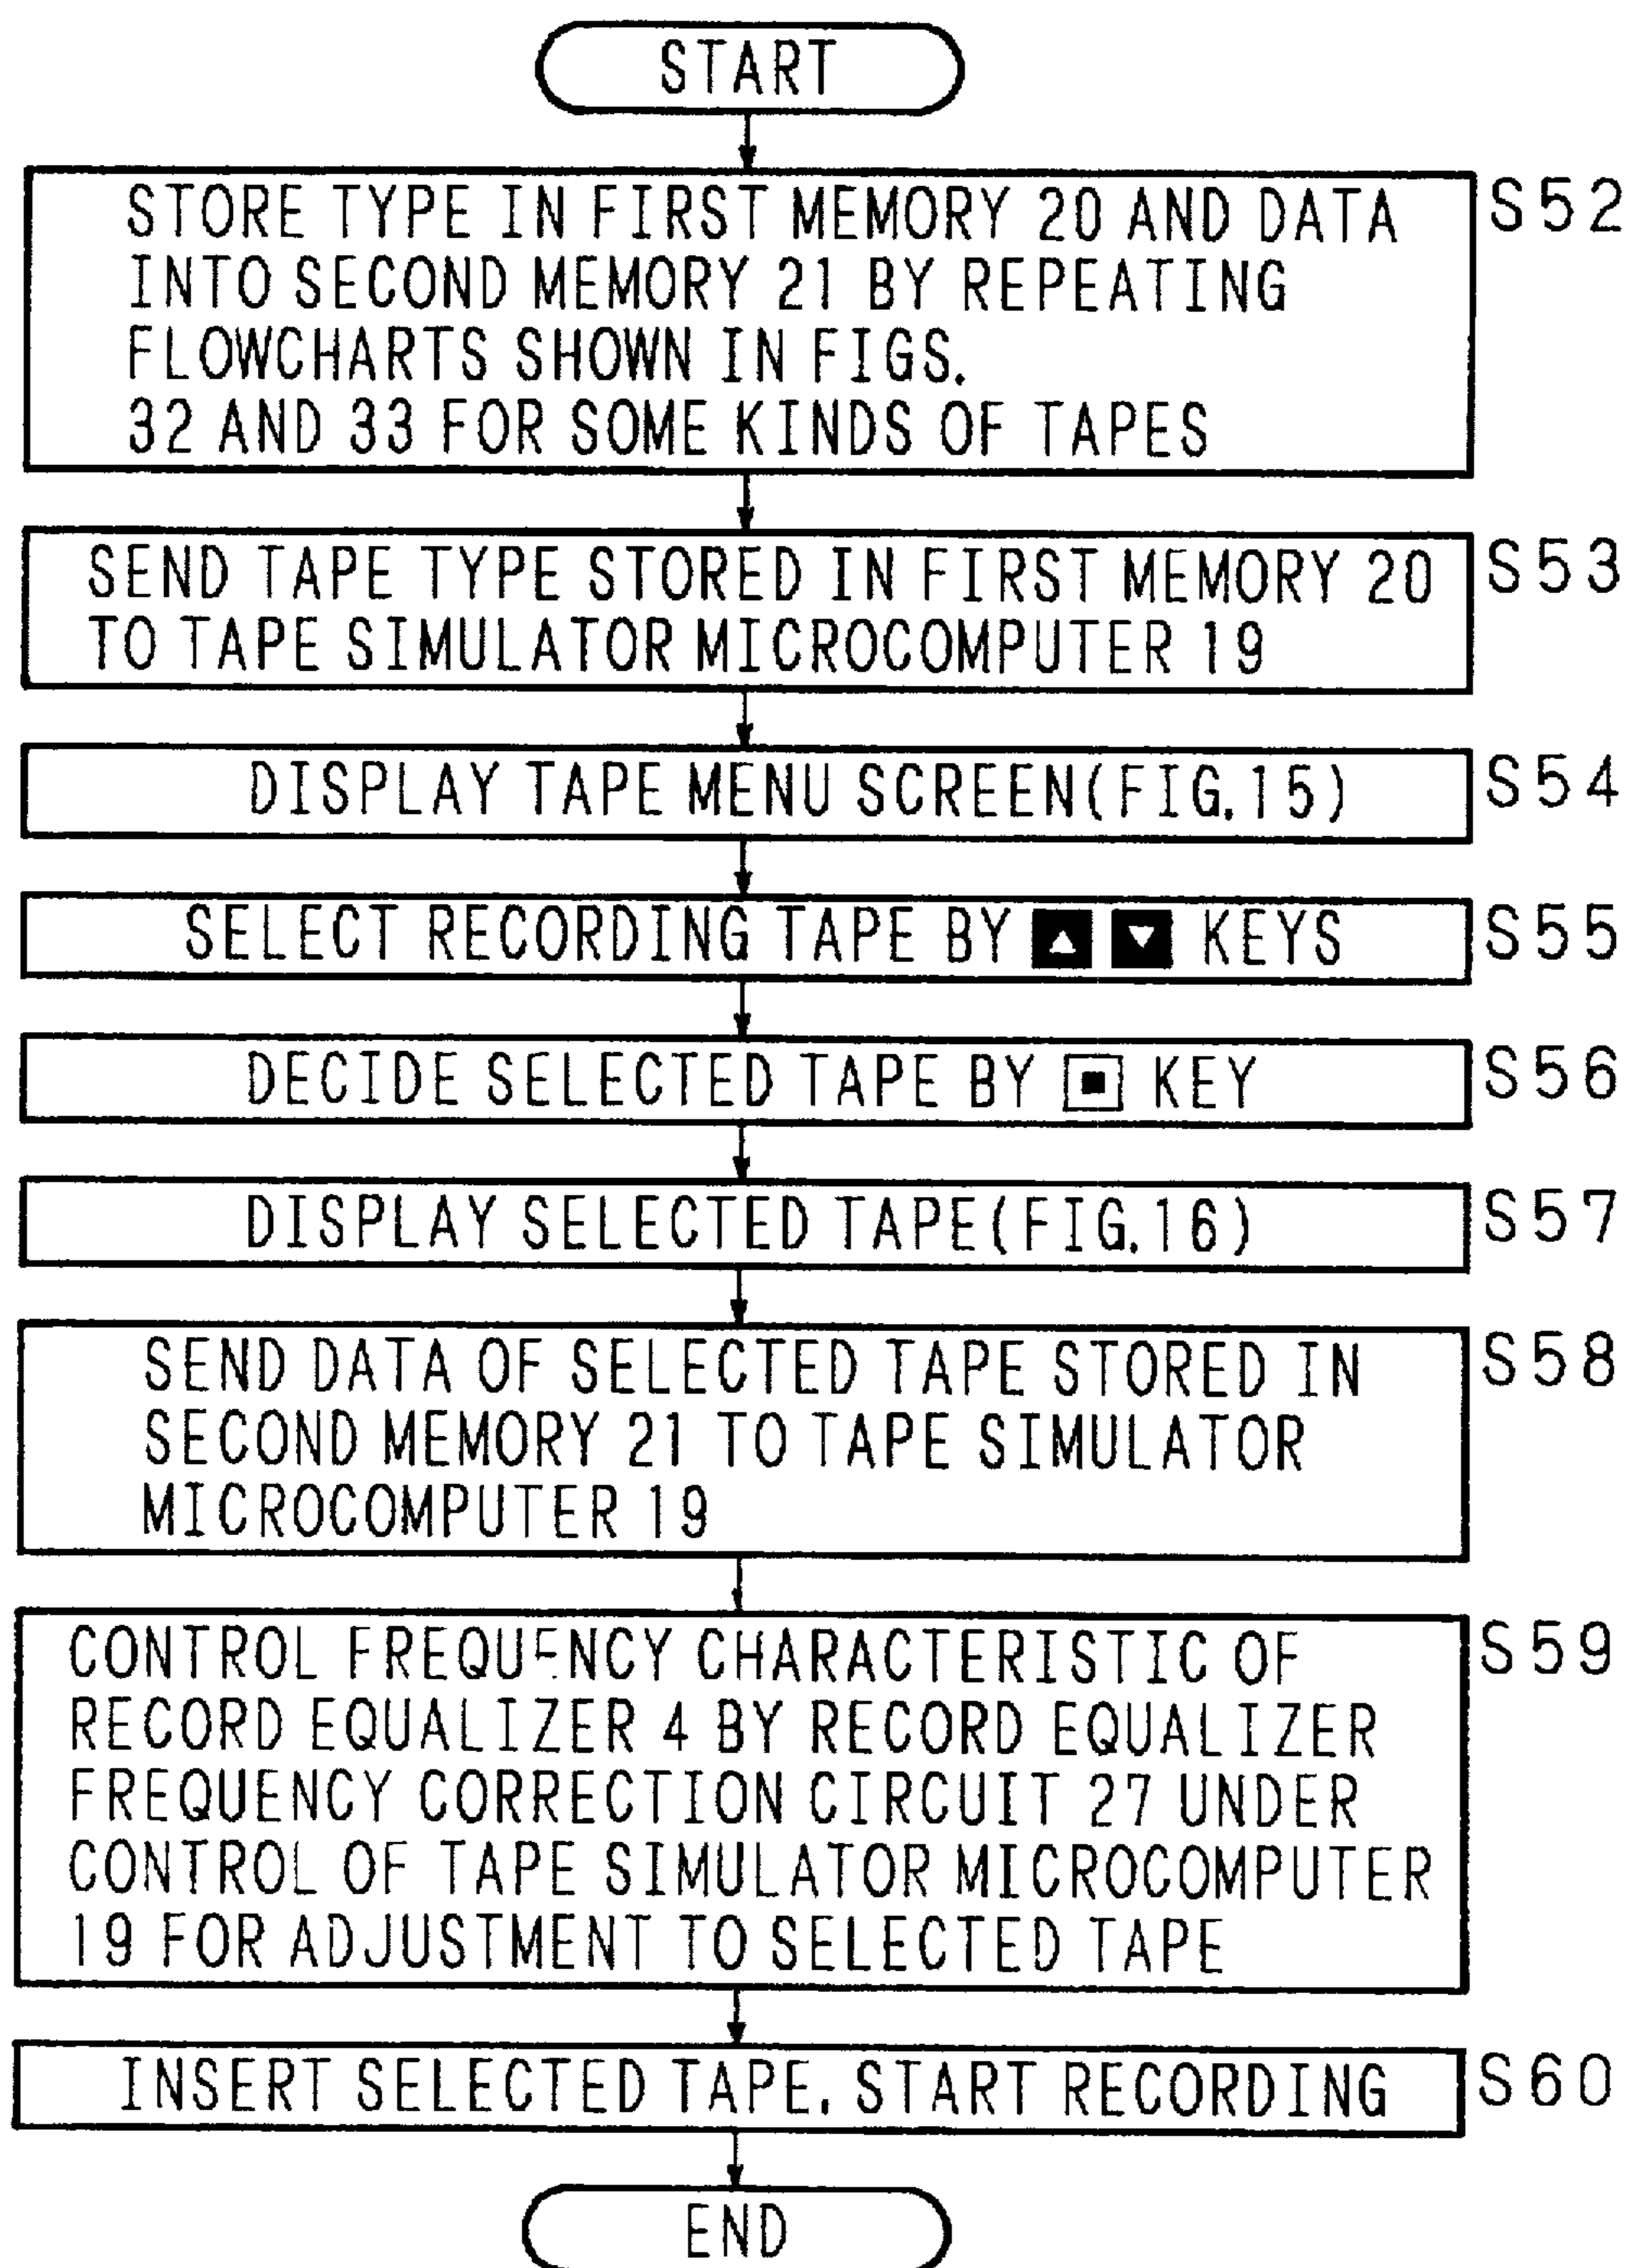 START
STORE TYPE IN FIRST MEMORY 20 AND DATA
INTO SECOND MEMORY 21 BY REPEATING
FLOWCHARTS SHOWN IN FIGS.
32 AND 33 FOR SOME KINDS OF TAPES
S52
SEND TAPE TYPE STORED IN FIRST MEMORY 20
TO TAPE SIMULATOR MICROCOMPUTER 19
S53
DISPLAY TAPE MENU SCREEN(FIG.15)
S54
SELECT RECORDING TAPE BY KEYS
S55
DECIDE SELECTED TAPE BY KEY
S56
DISPLAY SELECTED TAPE(FIG.16)
S57
SEND DATA OF SELECTED TAPE STORED IN
SECOND MEMORY 21 TO TAPE SIMULATOR
MICROCOMPUTER 19
S58
CONTROL FREQUENCY CHARACTERISTIC OF
RECORD EQUALIZER 4 BY RECORD EQUALIZER
FREQUENCY CORRECTION CIRCUIT 27 UNDER
CONTROL OF TAPE SIMULATOR MICROCOMPUTER
19 FOR ADJUSTMENT TO SELECTED TAPE
S59
INSERT SELECTED TAPE. START RECORDING
S60
END